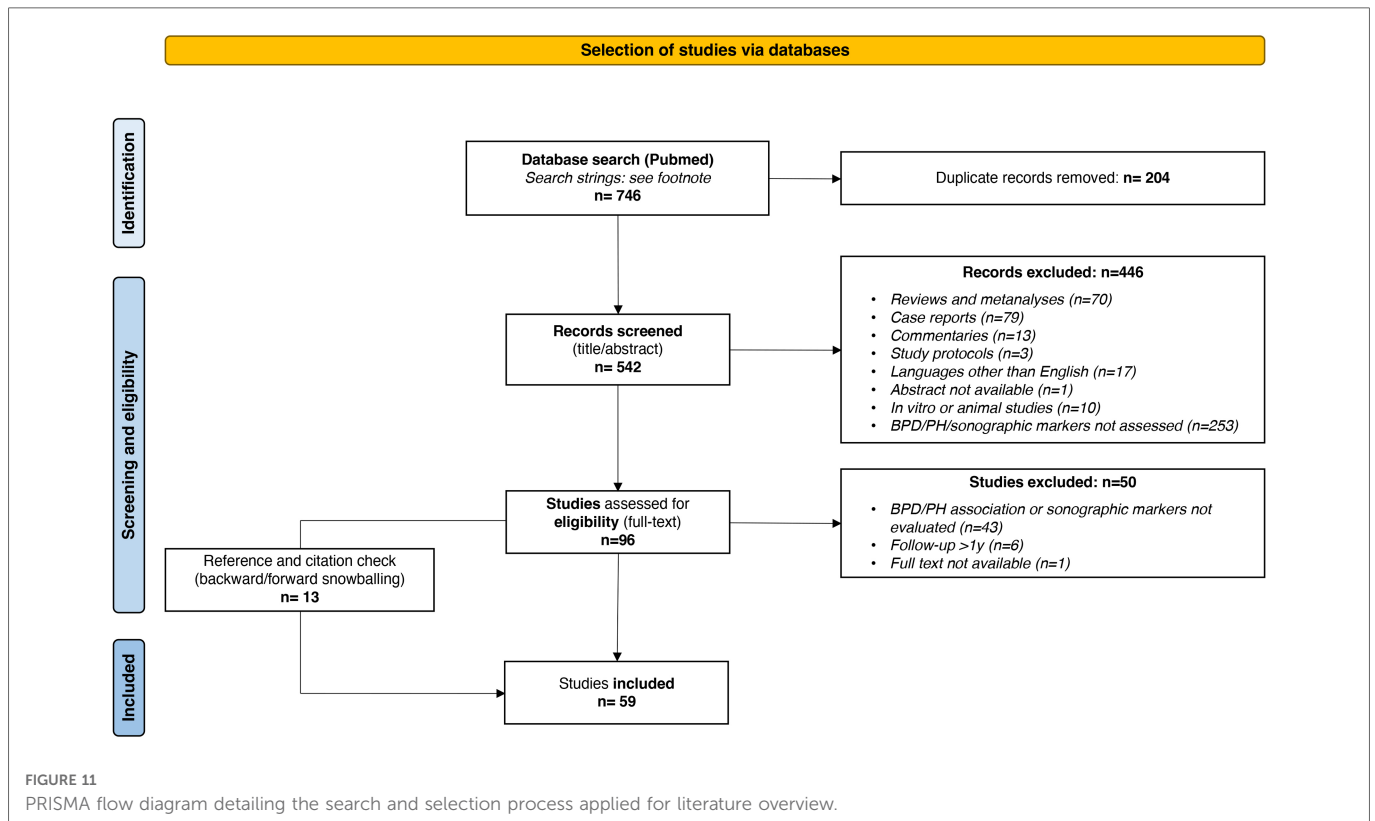 Selection of studies via databases
Identification
Database search (Pubmed)
Search strings: see footnote
n= 746
Duplicate records removed: n= 204
Screening and eligibility
Records screened
(title/abstract)
n= 542
Records excluded: n=446
• Reviews and metanalyses (n=70)
• Case reports (n=79)
• Commentaries (n=13)
• Study protocols (n=3)
• Languages other than English (n=17)
• Abstract not available (n=1)
• In vitro or animal studies (n=10)
• BPD/PH/sonographic markers not assessed (n=253)
Studies assessed for
eligibility (full-text)
n=96
Studies excluded: n=50
• BPD/PH association or sonographic markers not
evaluated (n=43)
• Follow-up >1y (n=6)
• Full text not available (n=1)
Reference and citation check
(backward/forward snowballing)
n= 13
Included
Studies included
n= 59
FIGURE 11
PRISMA flow diagram detailing the search and selection process applied for literature overview.